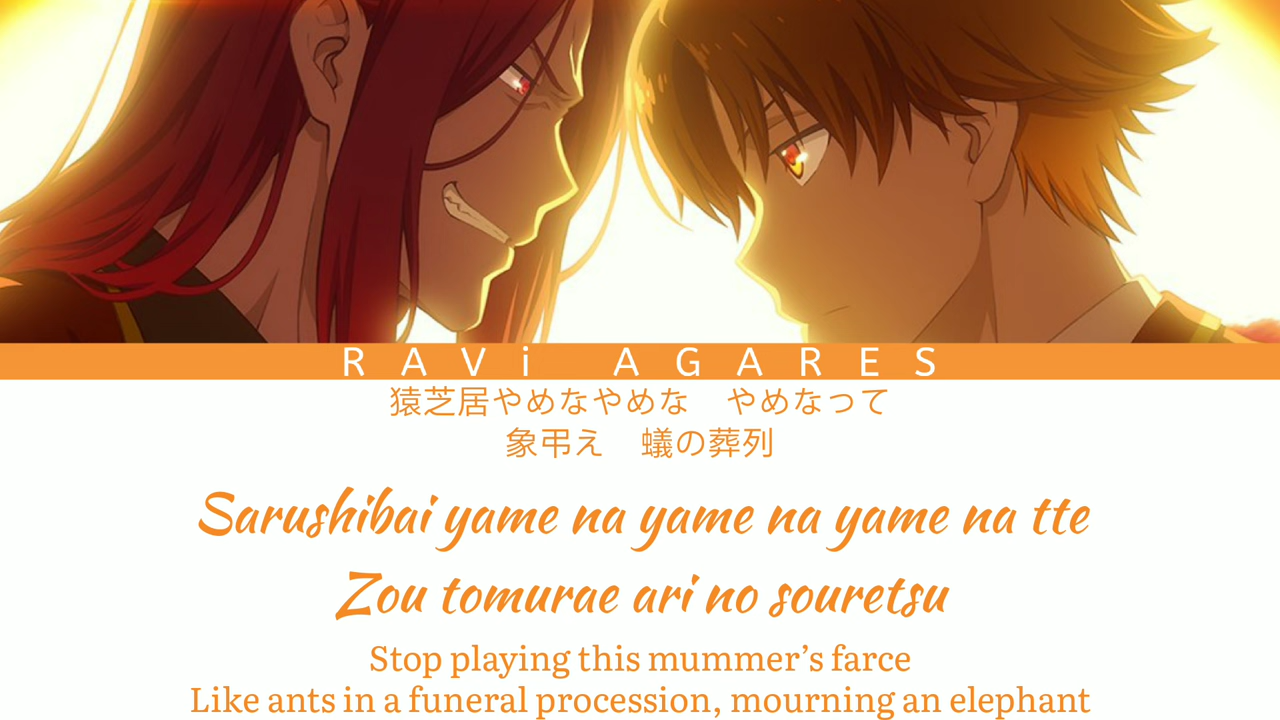 RAVi AGARES
猿芝居やめなやめな　やめなって
象弔え　蟻の葬列
Sarushibai yame na yame na yame na tte
Zou tomurae ari no souretsu
Stop playing this mummer’s farce
Like ants in a funeral procession, mourning an elephant